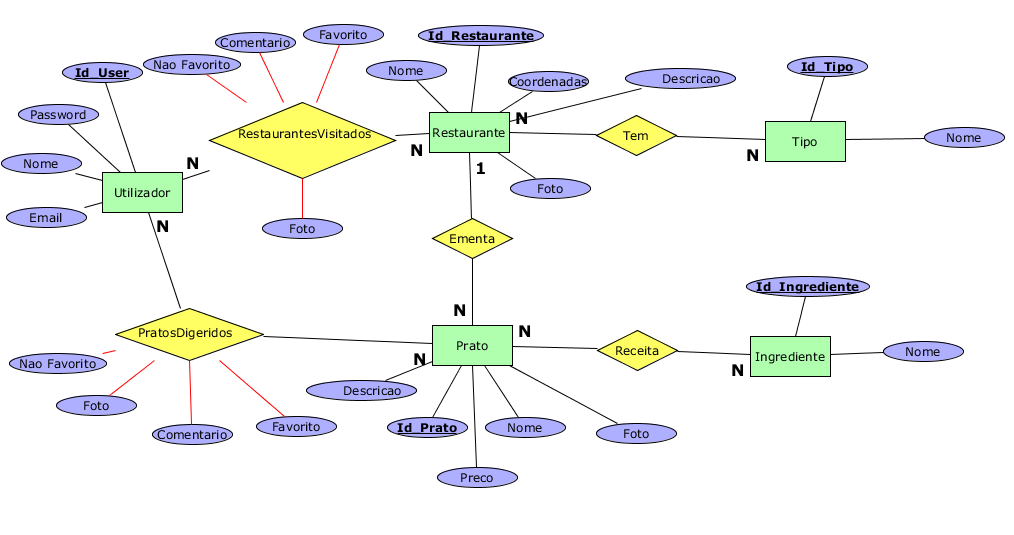 Favorito
Id_Restaurante
Comentario
Nao Favorito
Id_User
Nome
Coordenadas
Descricao
Id_Tipo
Password
RestaurantesVisitados
Restaurante
N
Tem
Tipo
Nome
N
N
N
1
Nome
Utilizador
Foto
Email
N
Foto
Ementa
Id_Ingrediente
N
PratosDigeridos
N
Prato
Receita
Ingrediente
Nome
Nao Favorito
N
N
Descricao
Foto
Comentario
Favorito
Id_Prato
Nome
Foto
Preco